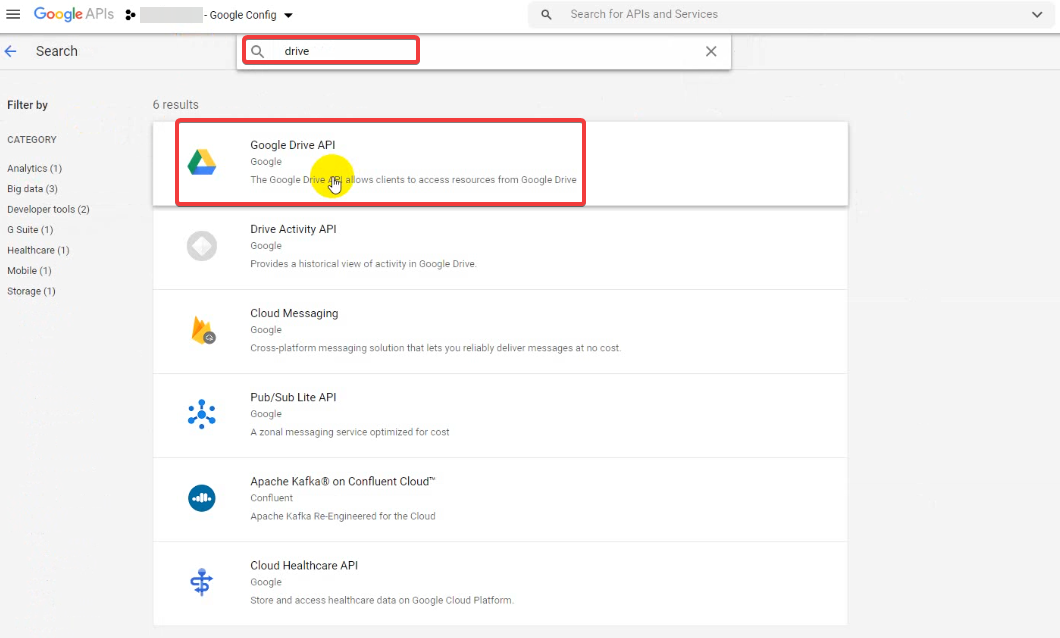 Google APIs - Google Config Search for APIs and Services
Search drive
Filter by
CATEGORY
Analytics (1)
Big data (3)
Developer tools (2)
G Suite (1)
Healthcare (1)
Mobile (1)
Storage (1)
6 results
Google Drive API
Google
The Google Drive API allows clients to access resources from Google Drive
Drive Activity API
Google
Provides a historical view of activity in Google Drive.
Cloud Messaging
Google
Cross-platform messaging solution that lets you reliably deliver messages at no cost.
Pub/Sub Lite API
Google
A zonal messaging service optimized for cost
Apache Kafka® on Confluent Cloud™
Confluent
Apache Kafka Re-Engineered for the Cloud
Cloud Healthcare API
Google
Store and access healthcare data on Google Cloud Platform.